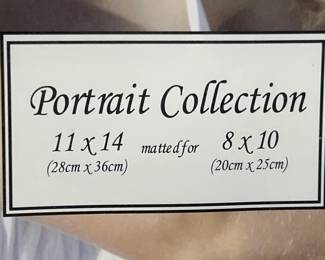 Portrait Collection
11 x 14 matted for 8 x 10
(28cm x 36cm) (20cm x 25cm)